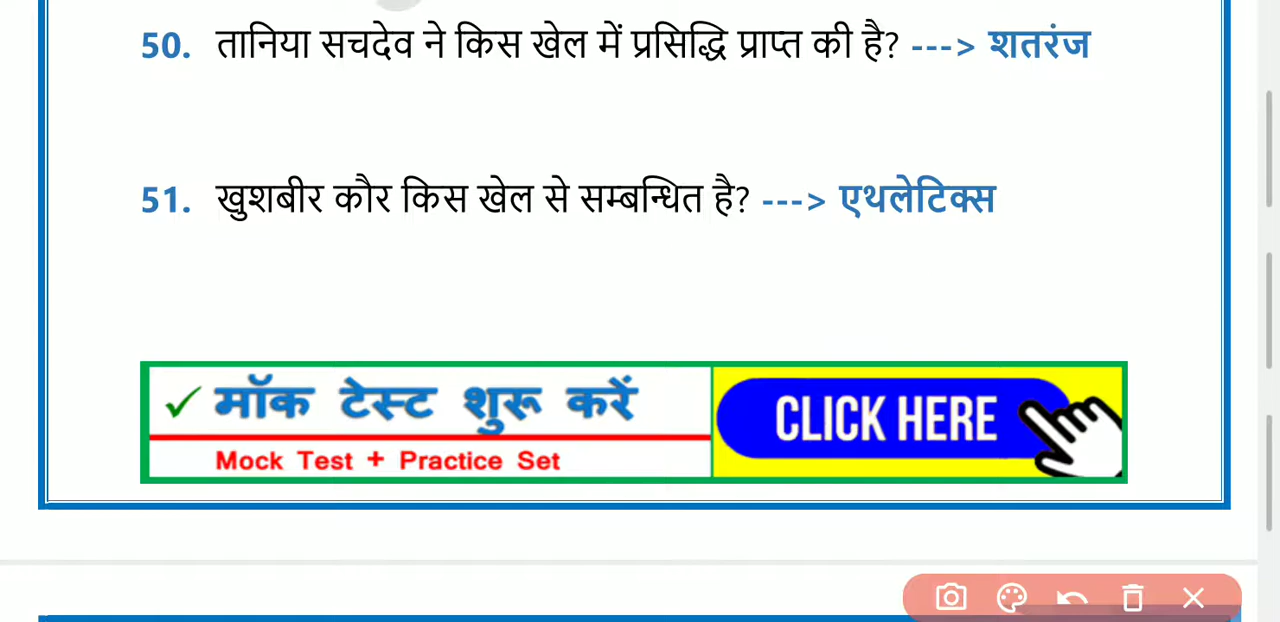 50. तानिया सचदेव ने किस खेल में प्रसिद्धि प्राप्त की है? ---> शतरंज
51. खुशबीर कौर किस खेल से सम्बन्धित है? ---> एथलेटिक्स
मॉक टेस्ट शुरू करें
Mock Test + Practice Set
CLICK HERE